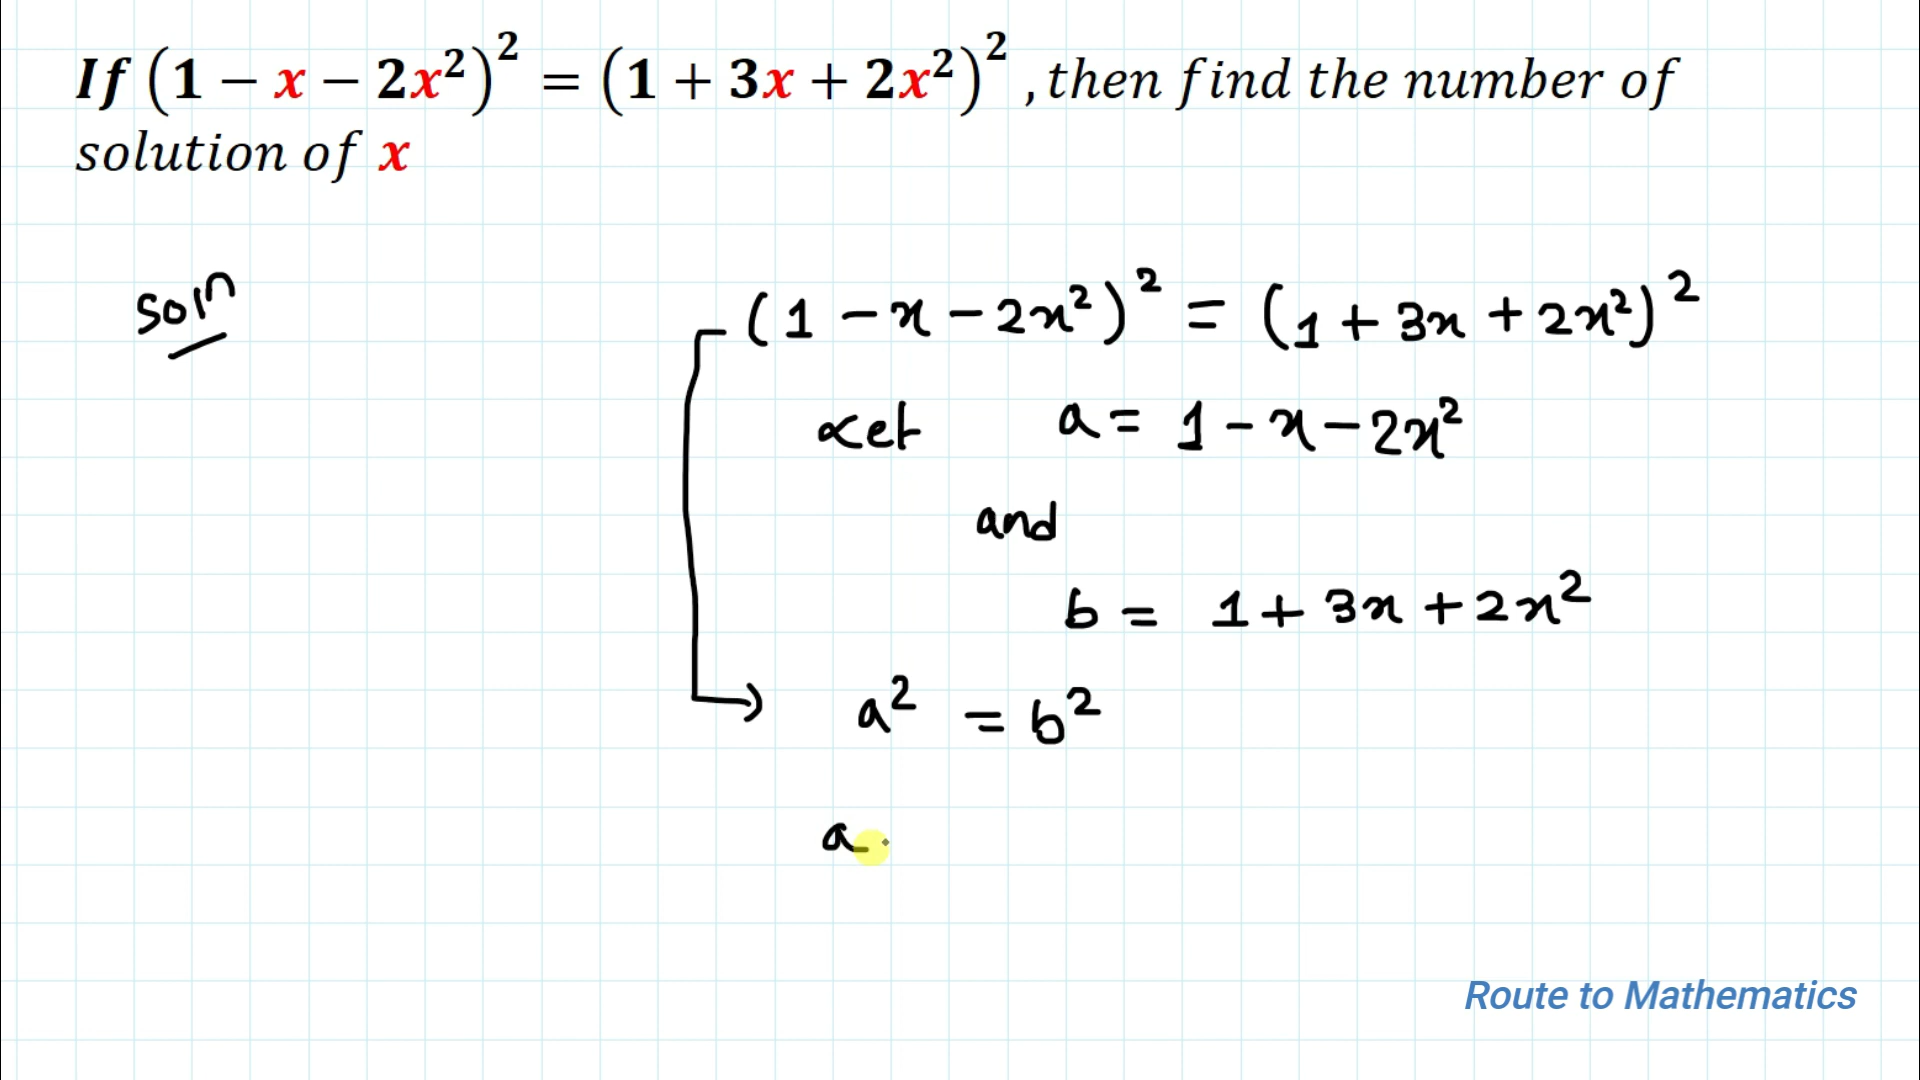 If (1 − x − 2x²)² = (1 + 3x + 2x²)² , then find the number of
solution of x
Soln
(1 − x − 2x²)² = (1 + 3x + 2x²)²
Let a = 1 − x − 2x²
and
b = 1 + 3x + 2x²
a² = b²
a -
Route to Mathematics